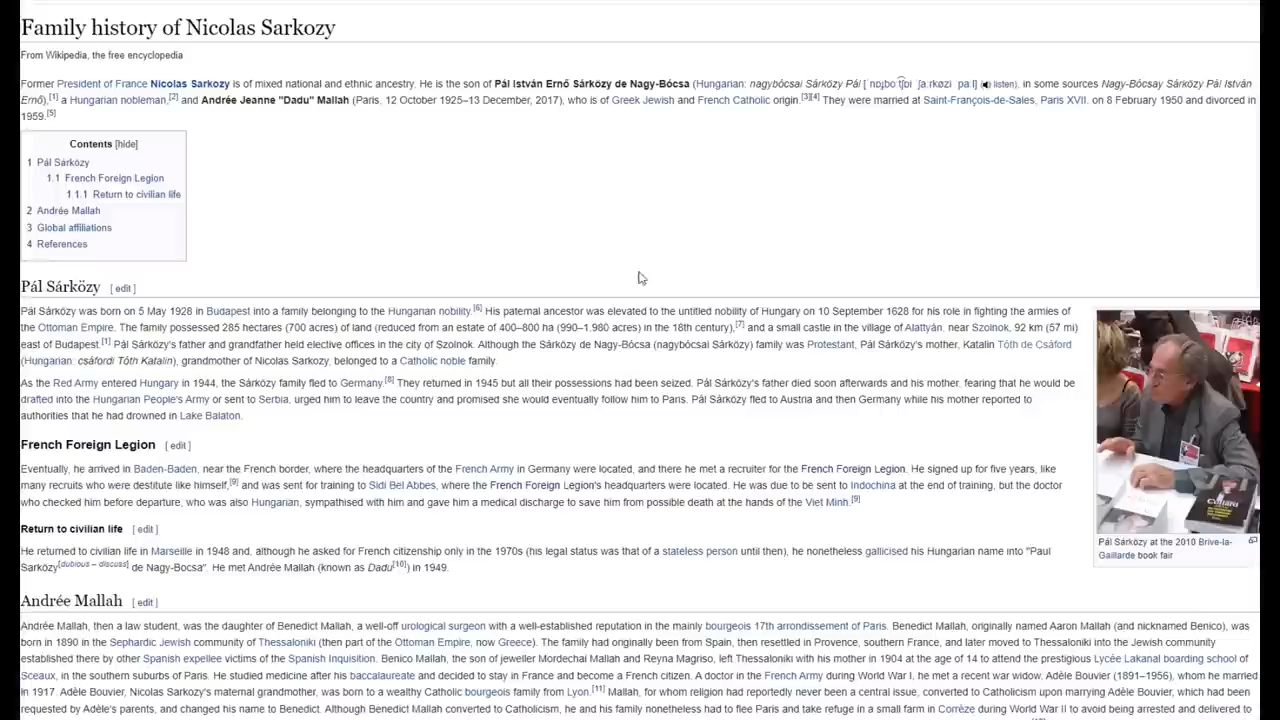 Family history of Nicolas Sarkozy
From Wikipedia, the free encyclopedia
Former President of France Nicolas Sarkozy is of mixed national and ethnic ancestry. He is the son of Pál István Ernő Sárközy de Nagy-Bócsa (Hungarian: nagybócsai Sárközy Pál listen), in some sources Nagy-Bócsay Sárközy Pál István
Ernő),[1] a Hungarian nobleman,[2] and Andrée Jeanne "Dadu" Mallah (Paris, 12 October 1925–13 December, 2017), who is of Greek Jewish and French Catholic origin.[3][4] They were married at Saint-François-de-Sales, Paris XVII. on 8 February 1950 and divorced in
1959.[5]
Contents [hide]
1 Pál Sárközy
1.1 French Foreign Legion
1 1.1 Return to civilian life
2 Andrée Mallah
3 Global affiliations
4 References
Pál Sárközy [ edit ]
Pál Sárközy was born on 5 May 1928 in Budapest into a family belonging to the Hungarian nobility.[6] His paternal ancestor was elevated to the untitled nobility of Hungary on 10 September 1628 for his role in fighting the armies of
the Ottoman Empire. The family possessed 285 hectares (700 acres) of land (reduced from an estate of 400–800 ha (990–1.980 acres) in the 18th century),[7] and a small castle in the village of Alattyán. near Szolnok, 92 km (57 mi)
east of Budapest.[1] Pál Sárközy's father and grandfather held elective offices in the city of Szolnok. Although the Sárközy de Nagy-Bócsa (nagybócsai Sárközy) family was Protestant, Pál Sárközy's mother, Katalin Tóth de Csáford
(Hungarian: csáfordi Tóth Katalin), grandmother of Nicolas Sarkozy, belonged to a Catholic noble family.
As the Red Army entered Hungary in 1944, the Sárközy family fled to Germany.[8] They returned in 1945 but all their possessions had been seized. Pál Sárközy's father died soon afterwards and his mother, fearing that he would be
drafted into the Hungarian People's Army or sent to Serbia, urged him to leave the country and promised she would eventually follow him to Paris. Pál Sárközy fled to Austria and then Germany while his mother reported to
authorities that he had drowned in Lake Balaton.
Pál Sárközy at the 2010 Brive-la-
Gaillarde book fair
French Foreign Legion [ edit ]
Eventually, he arrived in Baden-Baden, near the French border, where the headquarters of the French Army in Germany were located, and there he met a recruiter for the French Foreign Legion. He signed up for five years, like
many recruits who were destitute like himself,[9] and was sent for training to Sidi Bel Abbes, where the French Foreign Legion's headquarters were located. He was due to be sent to Indochina at the end of training, but the doctor
who checked him before departure, who was also Hungarian, sympathised with him and gave him a medical discharge to save him from possible death at the hands of the Viet Minh.[9]
Return to civilian life [ edit ]
He returned to civilian life in Marseille in 1948 and, although he asked for French citizenship only in the 1970s (his legal status was that of a stateless person until then), he nonetheless gallicised his Hungarian name into "Paul
Sarközy[dubious – discuss] de Nagy-Bocsa". He met Andrée Mallah (known as Dadu[10]) in 1949.
Andrée Mallah [ edit ]
Andrée Mallah, then a law student, was the daughter of Benedict Mallah, a well-off urological surgeon with a well-established reputation in the mainly bourgeois 17th arrondisement of Paris. Benedict Mallah, originally named Aaron Mallah (and nicknamed Benico), was
born in 1890 in the Sephardic Jewish community of Thessaloniki (then part of the Ottoman Empire, now Greece). The family had originally been from Spain, then resettled in Provence, southern France, and later moved to Thessaloniki into the Jewish community
established there by other Spanish expellee victims of the Spanish Inquisition. Benico Mallah, the son of jeweller Mordechai Mallah and Reyna Magriso, left Thessaloniki with his mother in 1904 at the age of 14 to attend the prestigious Lycée Lakanal boarding school of
Sceaux, in the southern suburbs of Paris. He studied medicine after his baccalaureate and decided to stay in France and become a French citizen. A doctor in the French Army during World War I, he met a recent war widow. Adèle Bouvier (1891–1956), whom he married
in 1917. Adèle Bouvier, Nicolas Sarkozy's maternal grandmother, was born to a wealthy Catholic bourgeois family from Lyon.[11] Mallah, for whom religion had reportedly never been a central issue, converted to Catholicism upon marrying Adèle Bouvier, which had been
requested by Adèle's parents, and changed his name to Benedict. Although Benedict Mallah converted to Catholicism, he and his family nonetheless had to flee Paris and take refuge in a small farm in Corrèze during World War II to avoid being arrested and delivered to